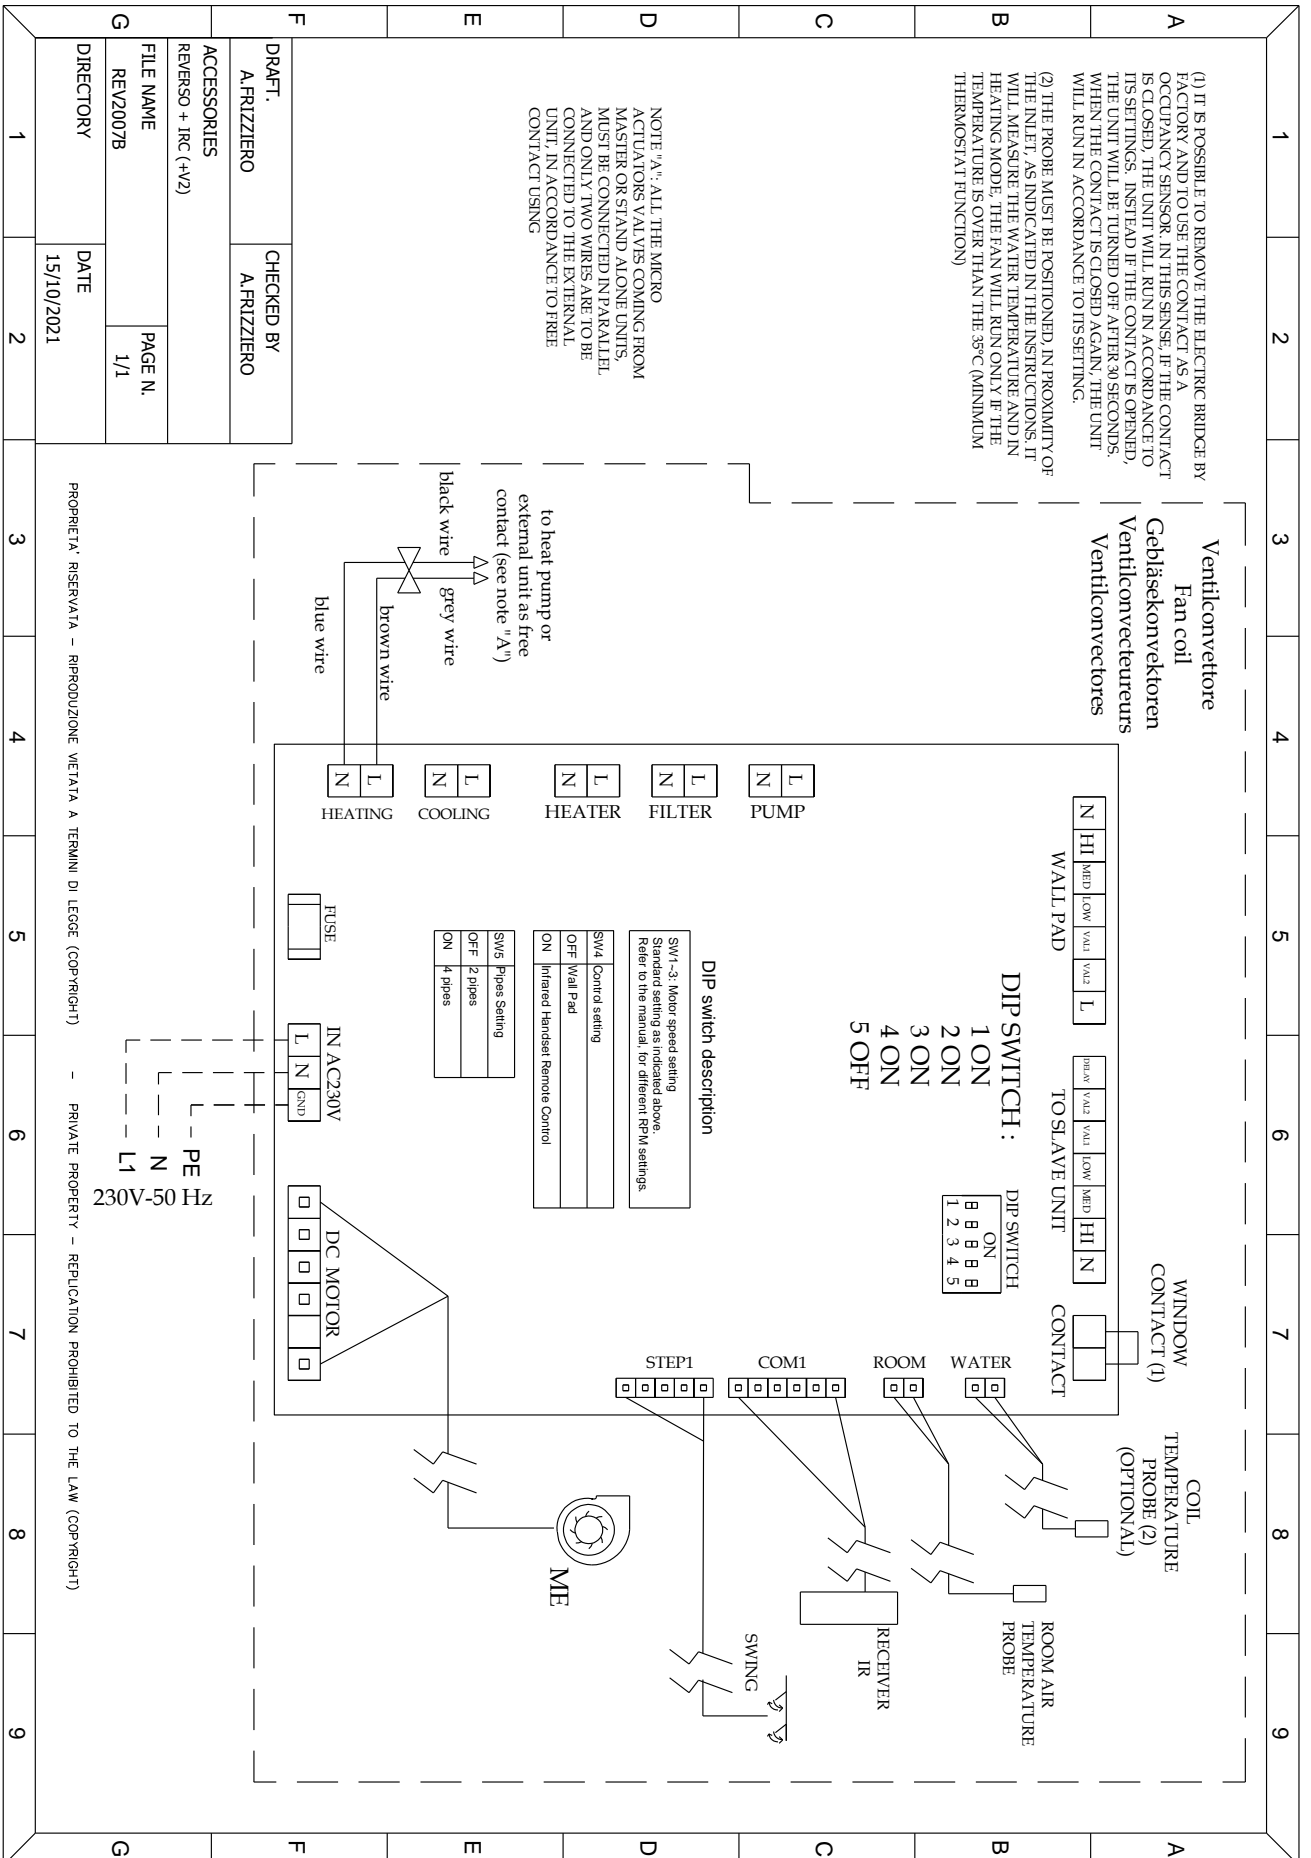 1
2
3
4
5
6
7
8
9
A
B
C
D
E
F
G
(1) IT IS POSSIBLE TO REMOVE THE ELECTRIC BRIDGE BY
FACTORY AND TO USE THE CONTACT AS A
OCCUPANCY SENSOR. IN THIS SENSE, IF THE CONTACT
IS CLOSED, THE UNIT WILL RUN IN ACCORDANCE TO
ITS SETTINGS. INSTEAD IF THE CONTACT IS OPENED,
THE UNIT WILL BE TURNED OFF AFTER 30 SECONDS.
WHEN THE CONTACT IS CLOSED AGAIN, THE UNIT
WILL RUN IN ACCORDANCE TO ITS SETTING.
(2) THE PROBE MUST BE POSITIONED, IN PROXIMITY OF
THE INLET, AS INDICATED IN THE INSTRUCTIONS. IT
WILL MEASURE THE WATER TEMPERATURE AND IN
HEATING MODE, THE FAN WILL RUN ONLY IF THE
TEMPERATURE IS OVER THAN THE 35°C (MINIMUM
THERMOSTAT FUNCTION)
NOTE "A": ALL THE MICRO
ACTUATORS VALVES COMING FROM
MASTER OR STAND ALONE UNITS,
MUST BE CONNECTED IN PARALLEL
AND ONLY TWO WIRES ARE TO BE
CONNECTED TO THE EXTERNAL
UNIT, IN ACCORDANCE TO FREE
CONTACT USING
Ventilconvettore
Fan coil
Gebläsekonvektoren
Ventilconvecteureurs
Ventilconvectores
to heat pump or
external unit as free
contact (see note "A")
black wire
grey wire
brown wire
blue wire
N HI MED LOW VAL1 VAL2 L
WALL PAD
DELAY VAL2 VAL1 LOW MED HI N
TO SLAVE UNIT
CONTACT
WINDOW
CONTACT (1)
COIL
TEMPERATURE
PROBE (2)
(OPTIONAL)
DIP SWITCH :
1 ON
2 ON
3 ON
4 ON
5 OFF
DIP SWITCH
ON
1 2 3 4 5
WATER
ROOM
COM1
STEP1
ROOM AIR
TEMPERATURE
PROBE
RECEIVER
IR
SWING
ME
L
N
PUMP
L
N
FILTER
L
N
HEATER
L
N
COOLING
L
N
HEATING
DIP switch description
SW1~3: Motor speed setting
Standard setting as indicated above.
Refer to the manual, for different RPM settings.
SW4 Control setting
OFF Wall Pad
ON Infrared Handset Remote Control
SW5 Pipes Setting
OFF 2 pipes
ON 4 pipes
FUSE
IN AC230V
L N GND
DC MOTOR
PE
N
L1
230V-50 Hz
DRAFT.
A.FRIZZIERO
CHECKED BY
A.FRIZZIERO
ACCESSORIES
REVERSO + IRC (+V2)
FILE NAME
REV2007B
PAGE N.
1/1
DIRECTORY
DATE
15/10/2021
PROPRIETA' RISERVATA - RIPRODUZIONE VIETATA A TERMINI DI LEGGE (COPYRIGHT) - PRIVATE PROPERTY - REPLICATION PROHIBITED TO THE LAW (COPYRIGHT)
1
2
3
4
5
6
7
8
9
A
B
C
D
E
F
G